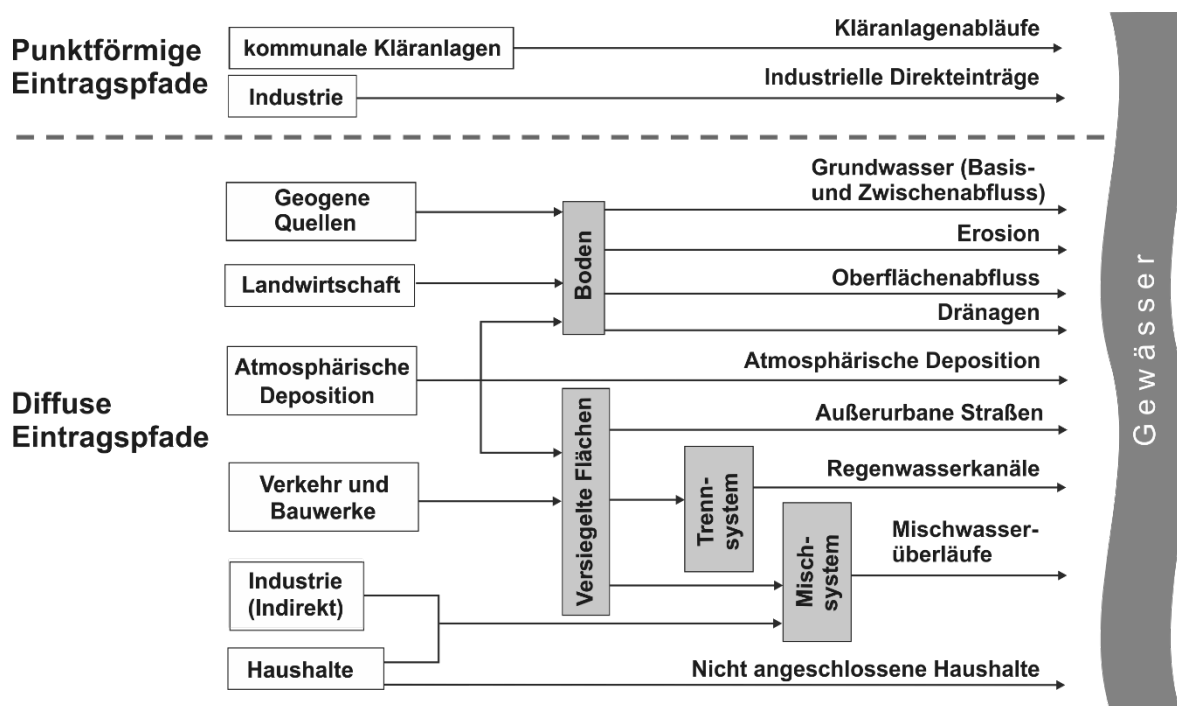 Punktförmige
Eintragspfade
kommunale Kläranlagen
Kläranlagenabläufe
Industrie
Industrielle Direkteinträge
Diffuse
Eintragspfade
Geogene
Quellen
Landwirtschaft
Atmosphärische
Deposition
Verkehr und
Bauwerke
Industrie
(Indirekt)
Haushalte
Boden
Versiegelte Flächen
Trenn-
system
Misch-
system
Grundwasser (Basis-
und Zwischenabfluss)
Erosion
Oberflächenabfluss
Dränagen
Atmosphärische Deposition
Außerurbane Straßen
Regenwasserkanäle
Mischwasser-
überläufe
Nicht angeschlossene Haushalte
Gewässer